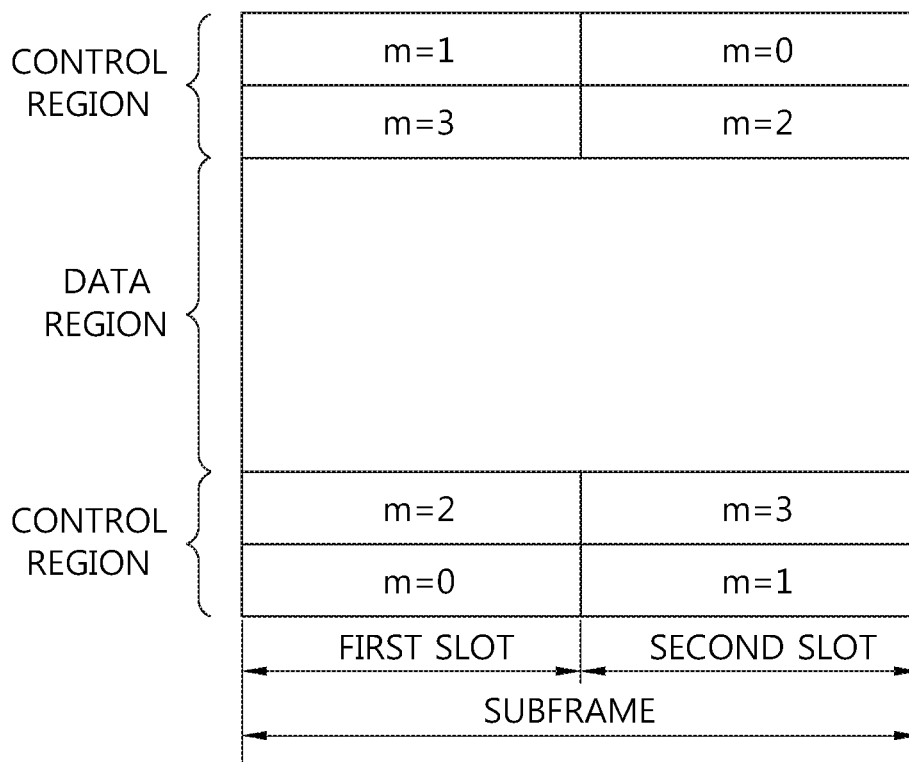 CONTROL
REGION
m=1
m=0
m=3
m=2
DATA
REGION
CONTROL
REGION
m=2
m=3
m=0
m=1
FIRST SLOT
SECOND SLOT
SUBFRAME